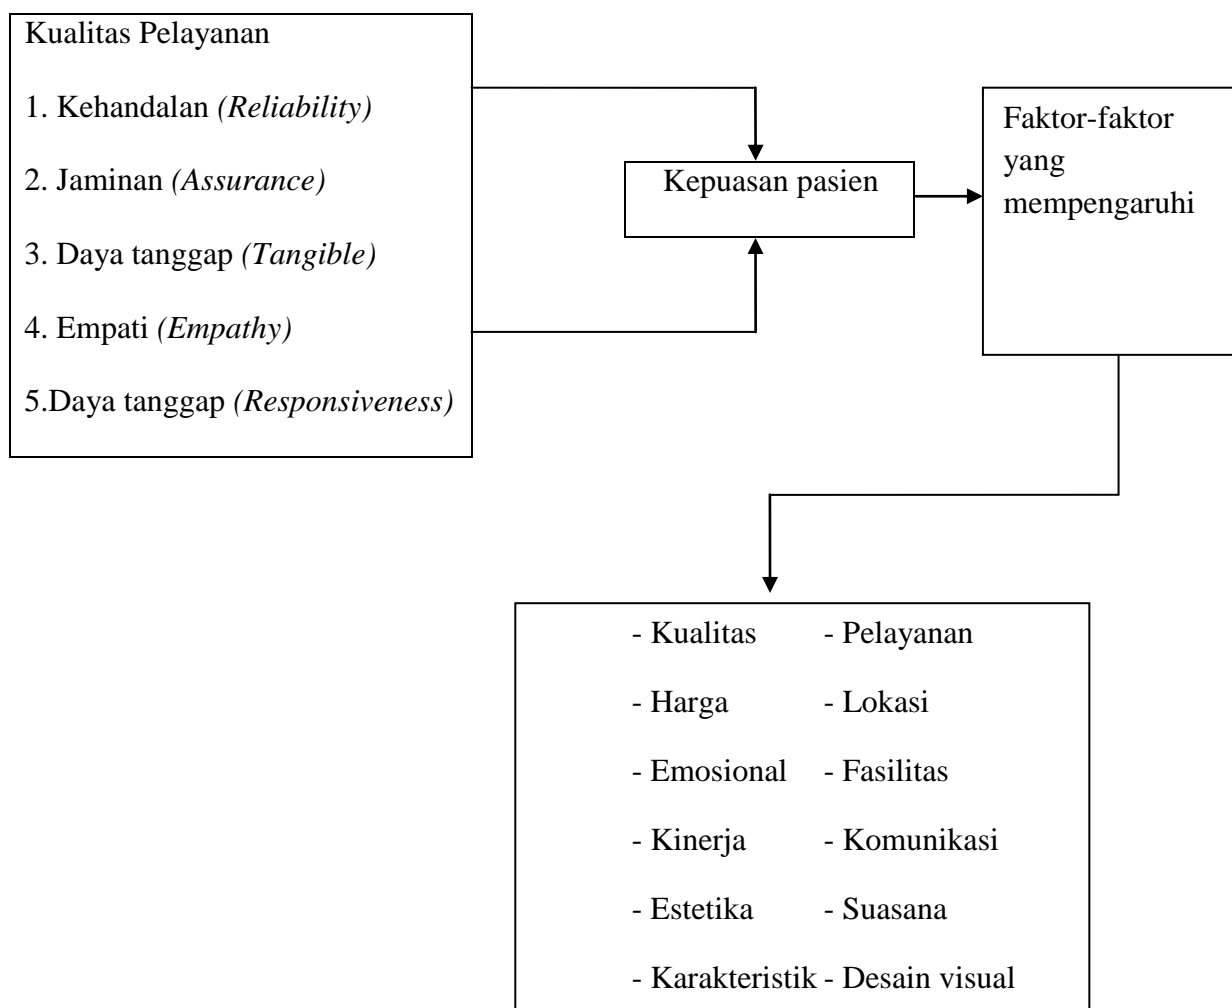 Kualitas Pelayanan
1. Kehandalan (Reliability)
2. Jaminan (Assurance)
3. Daya tanggap (Tangible)
4. Empati (Empathy)
5.Daya tanggap (Responsiveness)
Kepuasan pasien
Faktor-faktor
yang
mempengaruhi
- Kualitas - Pelayanan
- Harga - Lokasi
- Emosional - Fasilitas
- Kinerja - Komunikasi
- Estetika - Suasana
- Karakteristik - Desain visual